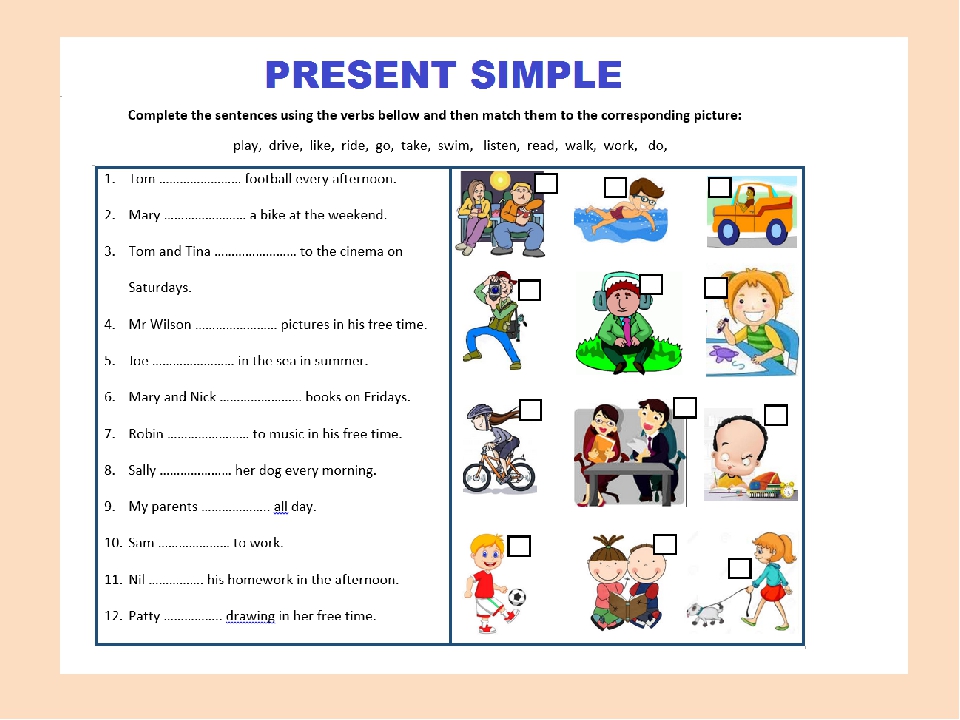 PRESENT SIMPLE
Complete the sentences using the verbs bellow and then match them to the corresponding picture:
play, drive, like, ride, go, take, swim, listen, read, walk, work, do,
1. Tom …………………… football every afternoon.
2. Mary …………………… a bike at the weekend.
3. Tom and Tina …………………… to the cinema on
Saturdays.
4. Mr Wilson …………………… pictures in his free time.
5. Joe …………………… in the sea in summer.
6. Mary and Nick …………………… books on Fridays.
7. Robin …………………… to music in his free time.
8. Sally ………………… her dog every morning.
9. My parents ……………….. all day.
10. Sam ………………… to work.
11. Nil …………… his homework in the afternoon.
12. Patty …………….. drawing in her free time.